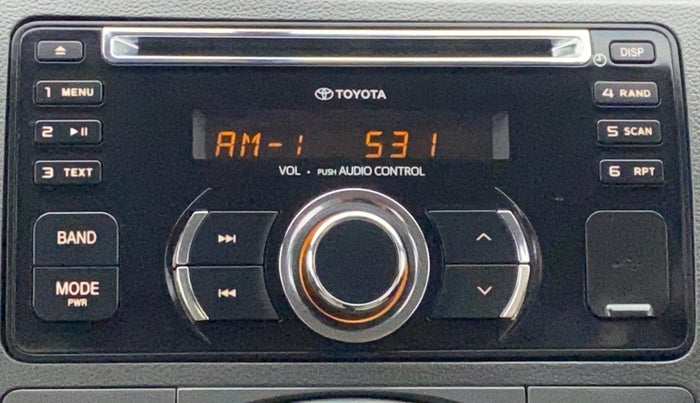 DISP
1 MENU
TOYOTA
4 RAND
2
AM-1 531
5 SCAN
3 TEXT
VOL • PUSH AUDIO CONTROL
6 RPT
BAND
MODE
PWR